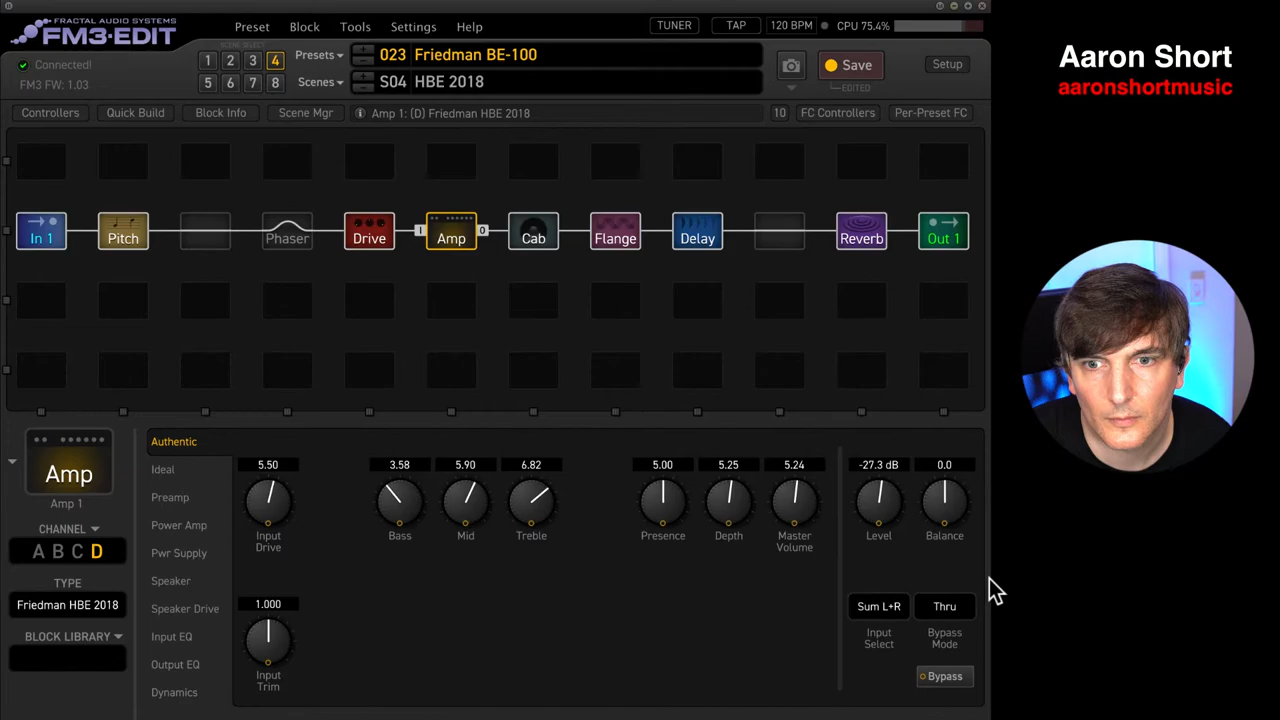 FRACTAL AUDIO SYSTEMS
FM3-EDIT
Connected!
FM3 FW: 1.03
Preset Block Tools Settings Help
TUNER TAP 120 BPM CPU 75.4%
SCENE SELECT
1 2 3 4
5 6 7 8
Presets 023 Friedman BE-100
Scenes S04 HBE 2018
Save
EDITED
Setup
Controllers Quick Build Block Info Scene Mgr Amp 1: (D) Friedman HBE 2018 10 FC Controllers Per-Preset FC
In 1 Pitch Phaser Drive I Amp O Cab Flange Delay Reverb Out 1
Amp
Amp 1
CHANNEL
A B C D
TYPE
Friedman HBE 2018
BLOCK LIBRARY
Authentic
Ideal
Preamp
Power Amp
Pwr Supply
Speaker
Speaker Drive
Input EQ
Output EQ
Dynamics
5.50 3.58 5.90 6.82 5.00 5.25 5.24 -27.3 dB 0.0
Input Drive Bass Mid Treble Presence Depth Master Volume Level Balance
1.000
Input Trim
Sum L+R Thru
Input Select Bypass Mode
Bypass
Aaron Short
aaronshortmusic